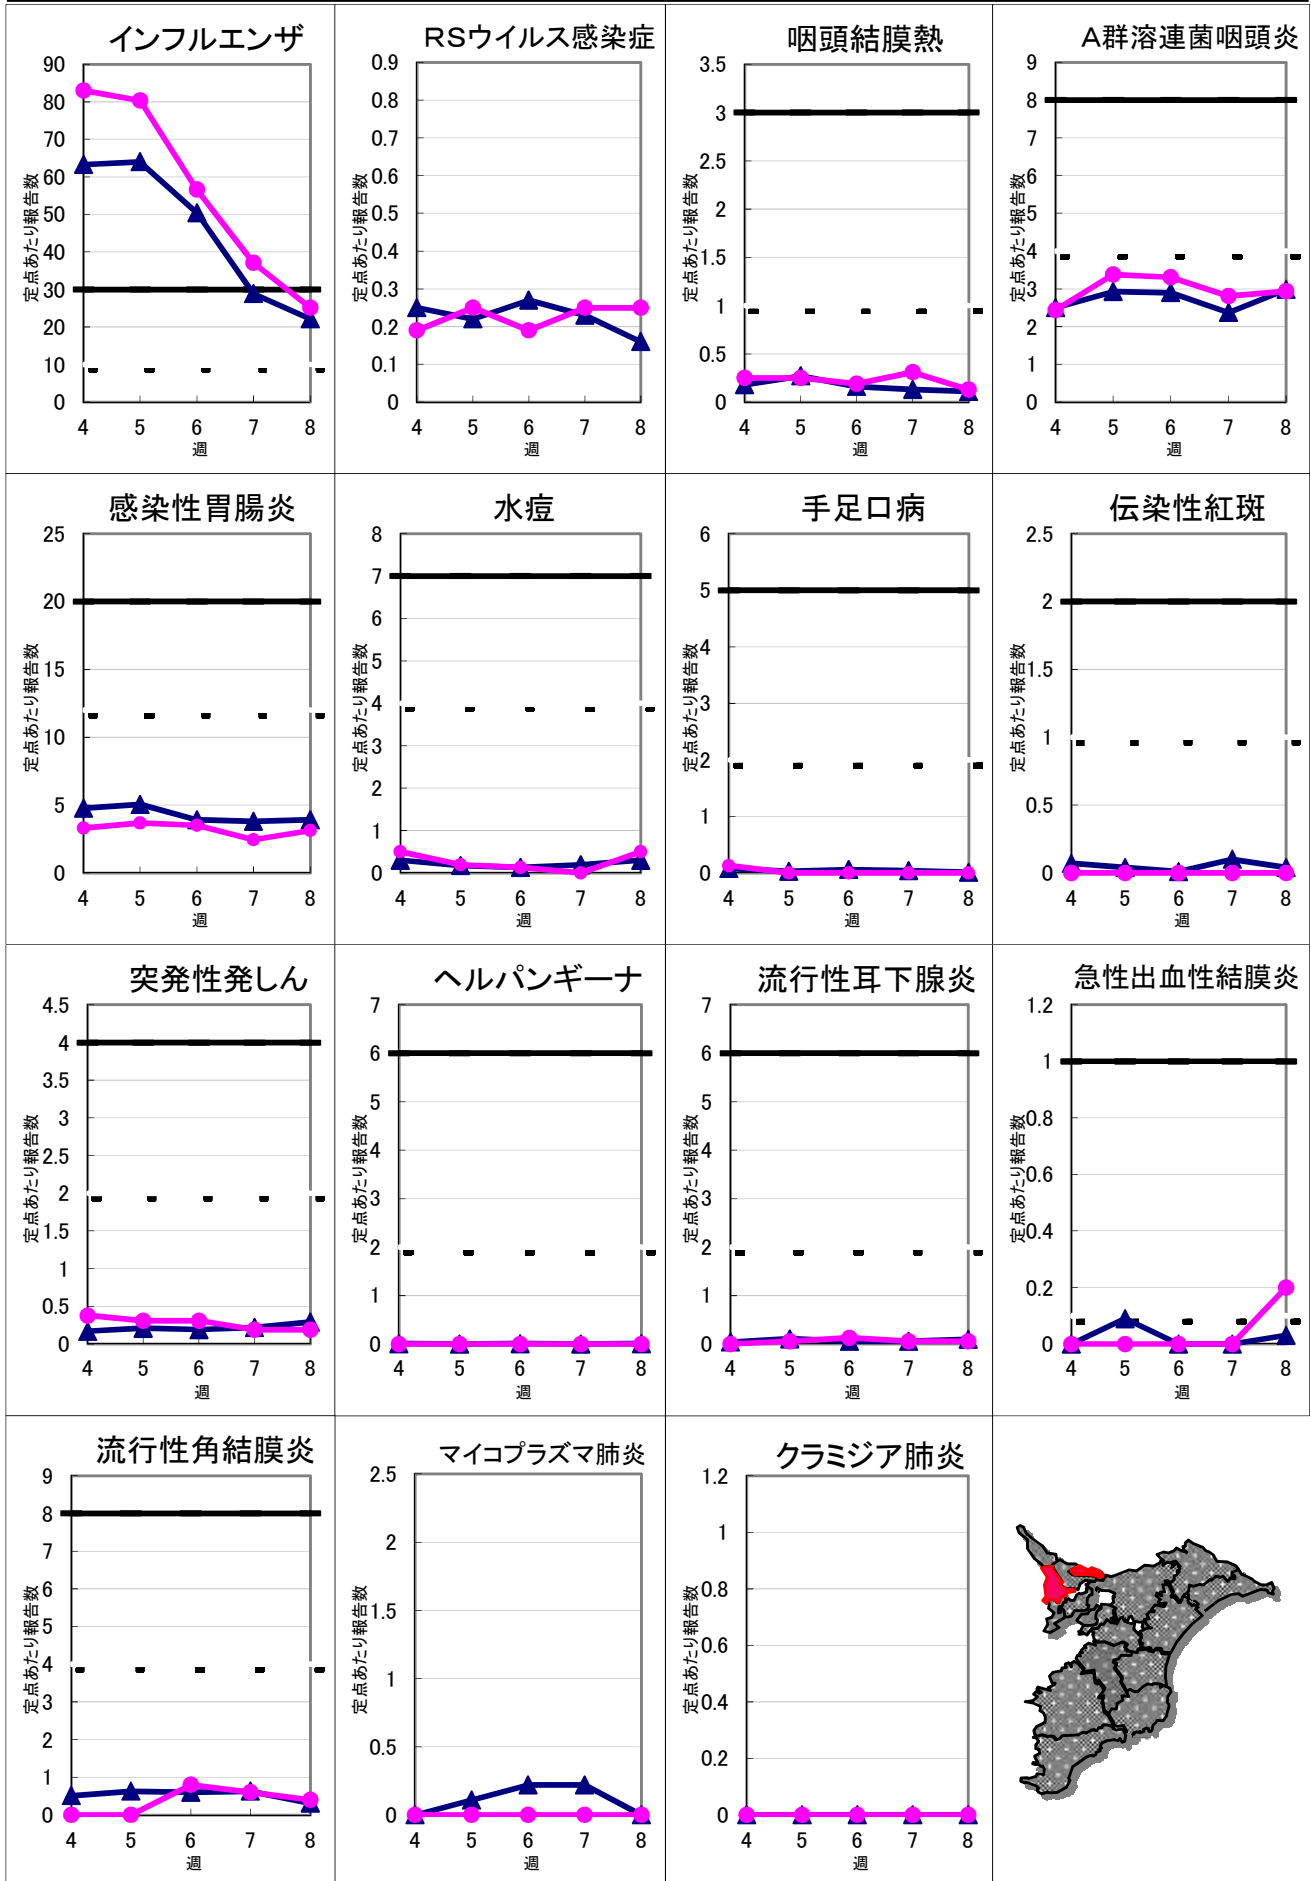 インフルエンザ
90
80
70
60
50
40
30
20
10
0
定点あたり報告数
4 5 6 7 8
週
RSウイルス感染症
0.9
0.8
0.7
0.6
0.5
0.4
0.3
0.2
0.1
0
定点あたり報告数
4 5 6 7 8
週
咽頭結膜熱
3.5
3
2.5
2
1.5
1
0.5
0
定点あたり報告数
4 5 6 7 8
週
A群溶連菌咽頭炎
9
8
7
6
5
4
3
2
1
0
定点あたり報告数
4 5 6 7 8
週
感染性胃腸炎
25
20
15
10
5
0
定点あたり報告数
4 5 6 7 8
週
水痘
8
7
6
5
4
3
2
1
0
定点あたり報告数
4 5 6 7 8
週
手足口病
6
5
4
3
2
1
0
定点あたり報告数
4 5 6 7 8
週
伝染性紅斑
2.5
2
1.5
1
0.5
0
定点あたり報告数
4 5 6 7 8
週
突発性発しん
4.5
4
3.5
3
2.5
2
1.5
1
0.5
0
定点あたり報告数
4 5 6 7 8
週
ヘルパンギーナ
7
6
5
4
3
2
1
0
定点あたり報告数
4 5 6 7 8
週
流行性耳下腺炎
7
6
5
4
3
2
1
0
定点あたり報告数
4 5 6 7 8
週
急性出血性結膜炎
1.2
1
0.8
0.6
0.4
0.2
0
定点あたり報告数
4 5 6 7 8
週
流行性角結膜炎
9
8
7
6
5
4
3
2
1
0
定点あたり報告数
4 5 6 7 8
週
マイコプラズマ肺炎
2.5
2
1.5
1
0.5
0
定点あたり報告数
4 5 6 7 8
週
クラミジア肺炎
1.2
1
0.8
0.6
0.4
0.2
0
定点あたり報告数
4 5 6 7 8
週